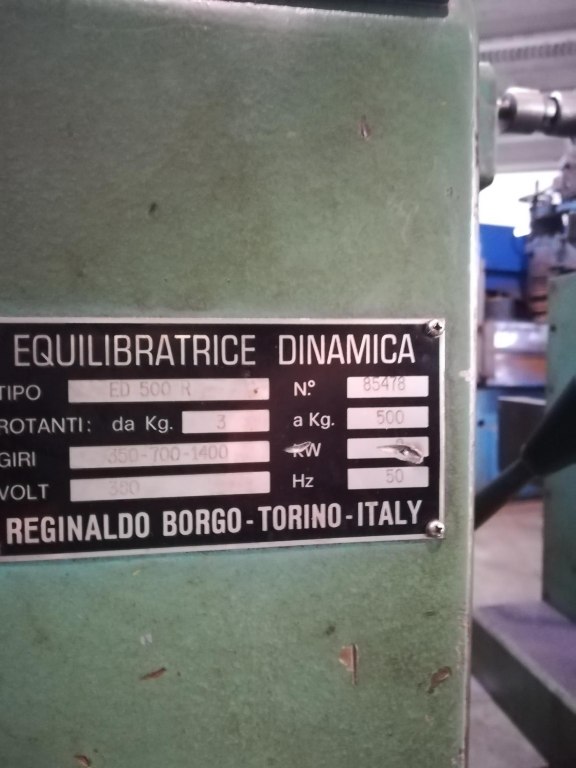 EQUILIBRATRICE DINAMICA
TIPO ED 500 R N.° 85478
ROTANTI: da Kg. 3 a Kg. 500
GIRI 350-700-1400 KW
VOLT 380 Hz 50
REGINALDO BORGO - TORINO - ITALY